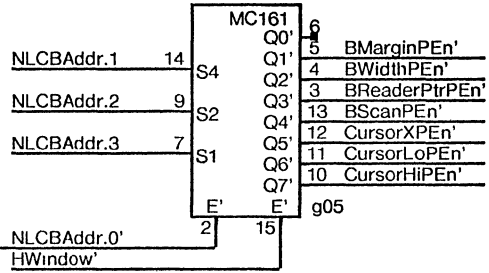 MC161
6
Q0'
5 BMarginPEn'
Q1'
NLCBAddr.1 14 S4
4 BWidthPEn'
Q2'
3 BReaderPtrPEn'
Q3'
NLCBAddr.2 9 S2
13 BScanPEn'
Q4'
12 CursorXPEn'
Q5'
NLCBAddr.3 7 S1
11 CursorLoPEn'
Q6'
10 CursorHiPEn'
Q7'
E' E' g05
2 15
NLCBAddr.0'
HWindow'